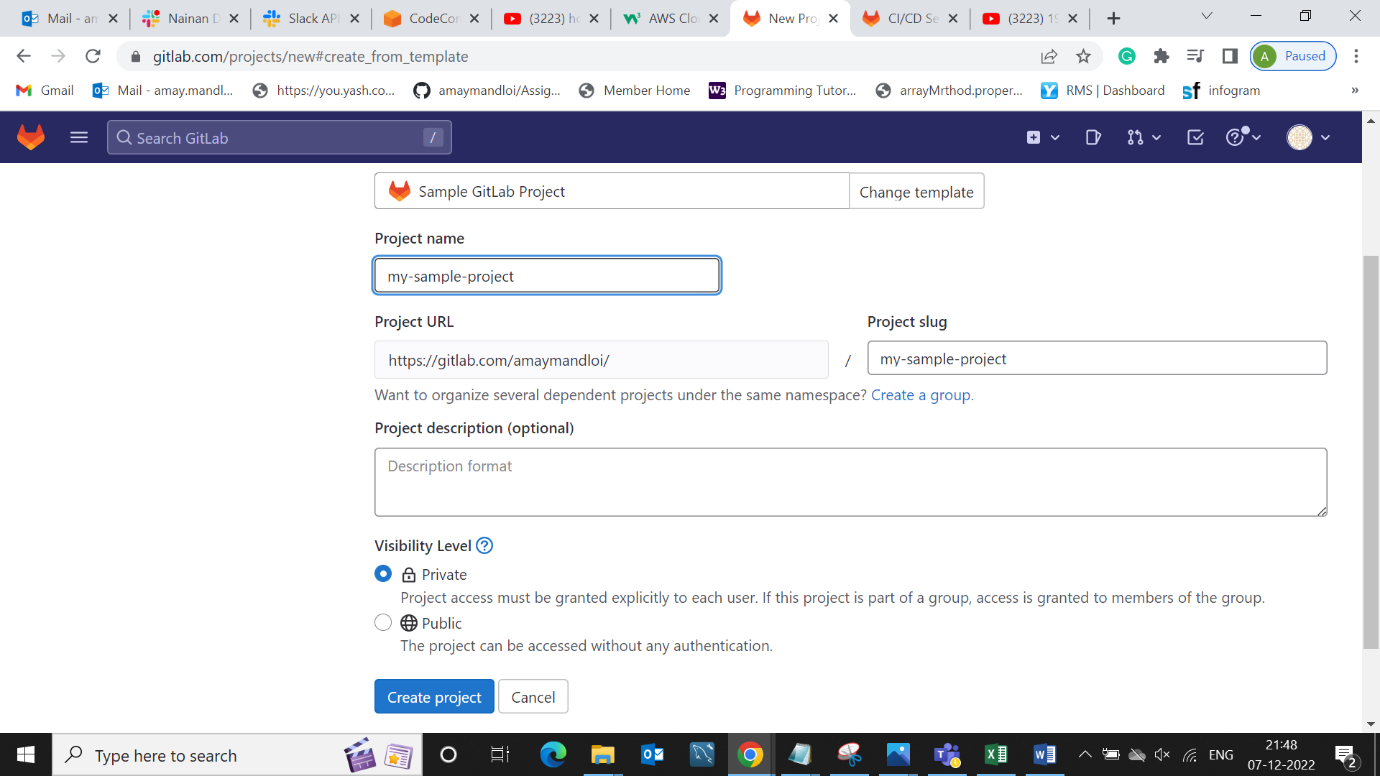 Mail - an
Nainan D
Slack API
CodeCor
(3223) h
AWS Clo
New Proj
CI/CD Se
(3223) 19
gitlab.com/projects/new#create_from_template
A Paused
Gmail
Mail - amay.mandl...
https://you.yash.co...
amaymandloi/Assig...
Member Home
W3 Programming Tutor...
arrayMrthod.proper...
RMS | Dashboard
sf infogram
»
Search GitLab /
Sample GitLab Project Change template
Project name
my-sample-project
Project URL Project slug
https://gitlab.com/amaymandloi/ / my-sample-project
Want to organize several dependent projects under the same namespace? Create a group.
Project description (optional)
Description format
Visibility Level ?
Private
Project access must be granted explicitly to each user. If this project is part of a group, access is granted to members of the group.
Public
The project can be accessed without any authentication.
Create project Cancel
Type here to search
ENG
21:48
07-12-2022
2